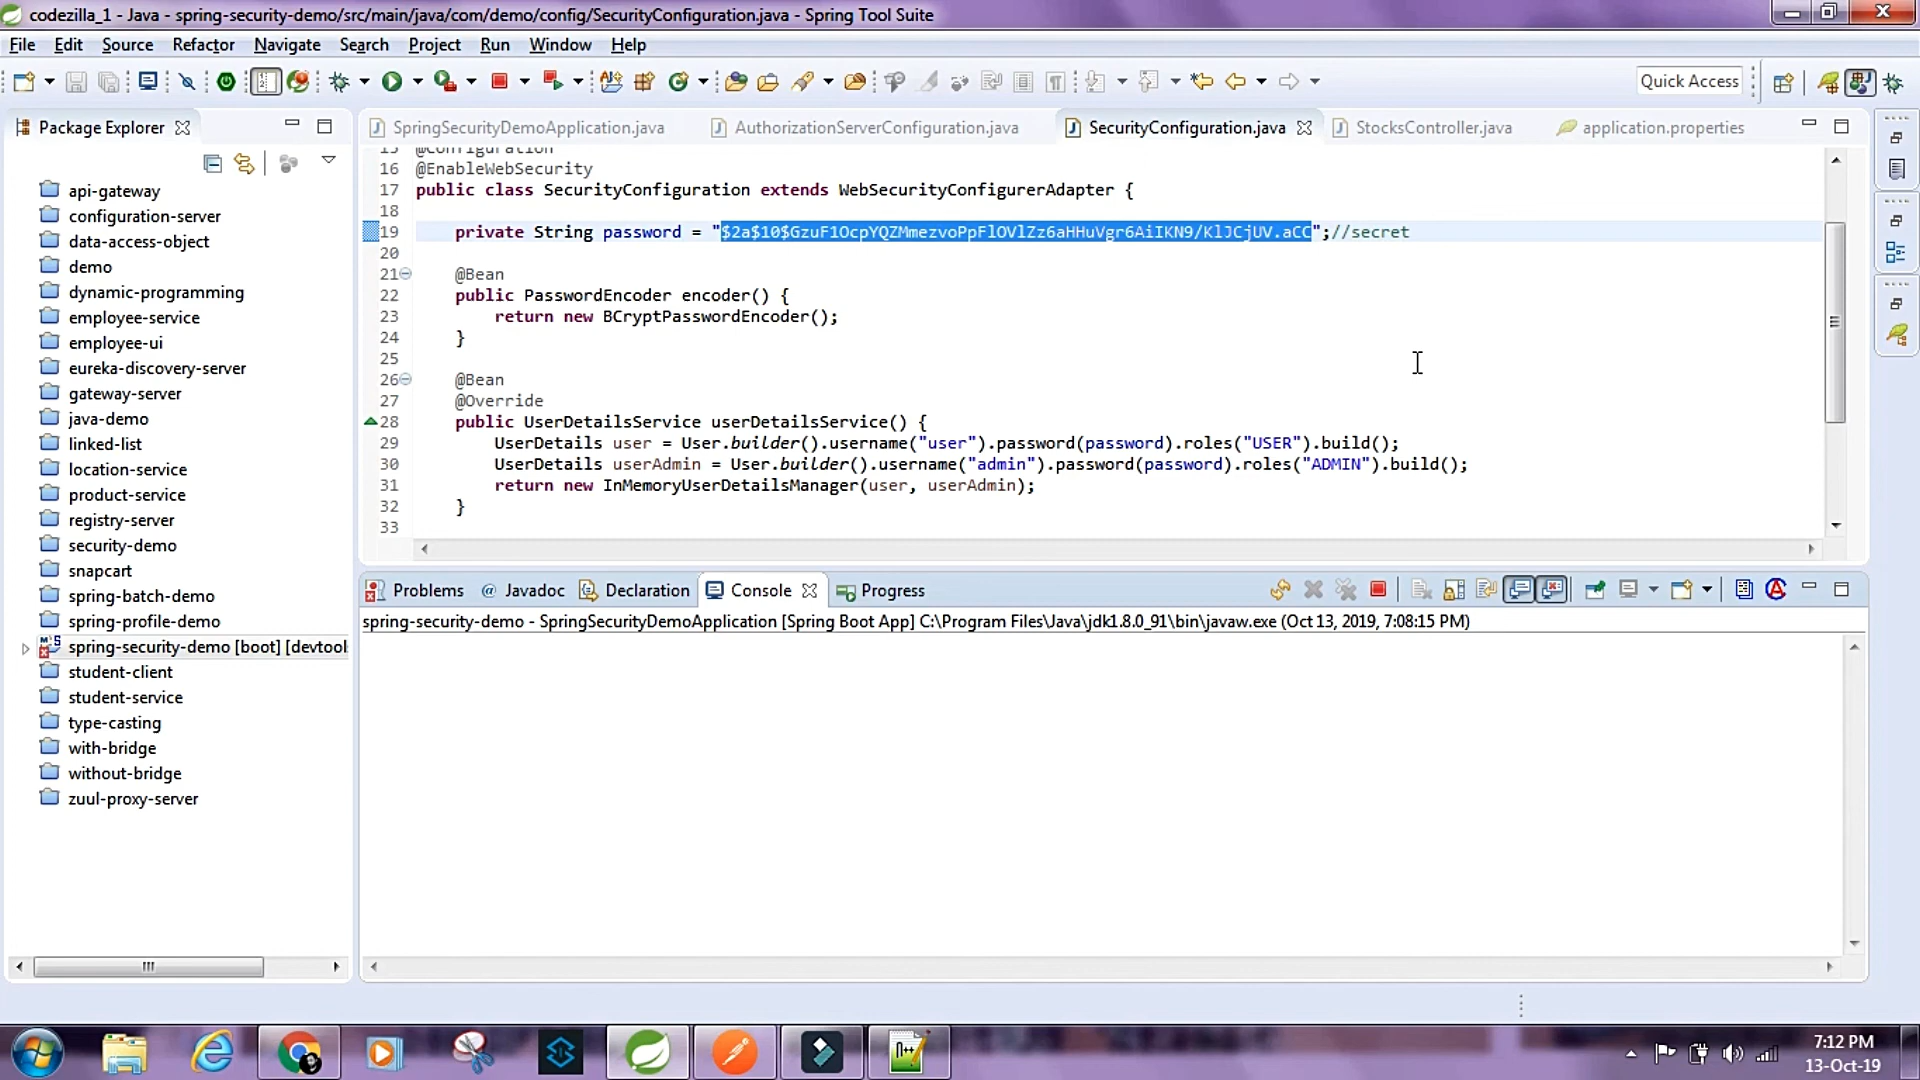 codezilla_1 - Java - spring-security-demo/src/main/java/com/demo/config/SecurityConfiguration.java - Spring Tool Suite
File Edit Source Refactor Navigate Search Project Run Window Help
Quick Access
Package Explorer
api-gateway
configuration-server
data-access-object
demo
dynamic-programming
employee-service
employee-ui
eureka-discovery-server
gateway-server
java-demo
linked-list
location-service
product-service
registry-server
security-demo
snapcart
spring-batch-demo
spring-profile-demo
spring-security-demo [boot] [devtool
student-client
student-service
type-casting
with-bridge
without-bridge
zuul-proxy-server
SpringSecurityDemoApplication.java AuthorizationServerConfiguration.java SecurityConfiguration.java StocksController.java application.properties
15 @Configuration
16 @EnableWebSecurity
17 public class SecurityConfiguration extends WebSecurityConfigurerAdapter {
18
19 private String password = "$2a$10$GzuF1OcpYQZMmezvoPpFlOVlZz6aHHuVgr6AiIKN9/KlJCjUV.aCC";//secret
20
21 @Bean
22 public PasswordEncoder encoder() {
23 return new BCryptPasswordEncoder();
24 }
25
26 @Bean
27 @Override
28 public UserDetailsService userDetailsService() {
29 UserDetails user = User.builder().username("user").password(password).roles("USER").build();
30 UserDetails userAdmin = User.builder().username("admin").password(password).roles("ADMIN").build();
31 return new InMemoryUserDetailsManager(user, userAdmin);
32 }
33
Problems Javadoc Declaration Console Progress
spring-security-demo - SpringSecurityDemoApplication [Spring Boot App] C:\Program Files\Java\jdk1.8.0_91\bin\javaw.exe (Oct 13, 2019, 7:08:15 PM)
7:12 PM
13-Oct-19